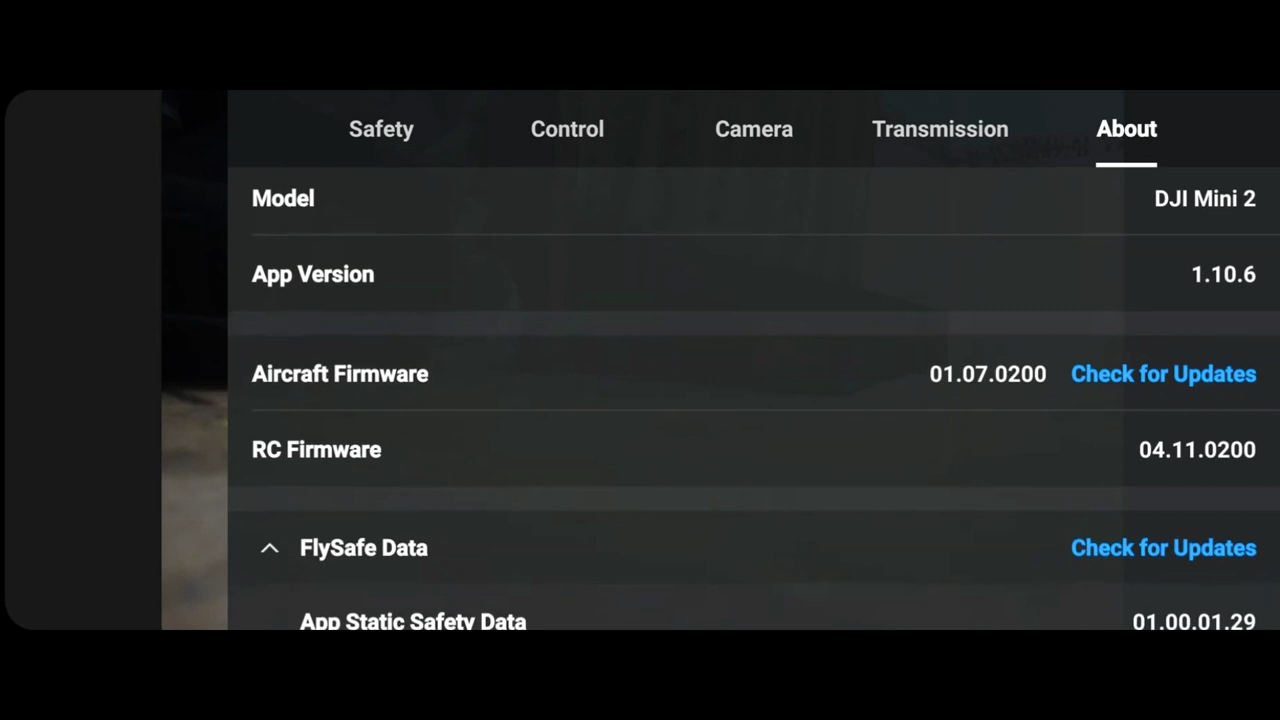 Safety Control Camera Transmission About
Model DJI Mini 2
App Version 1.10.6
Aircraft Firmware 01.07.0200 Check for Updates
RC Firmware 04.11.0200
FlySafe Data Check for Updates
App Static Safety Data 01.00.01.29